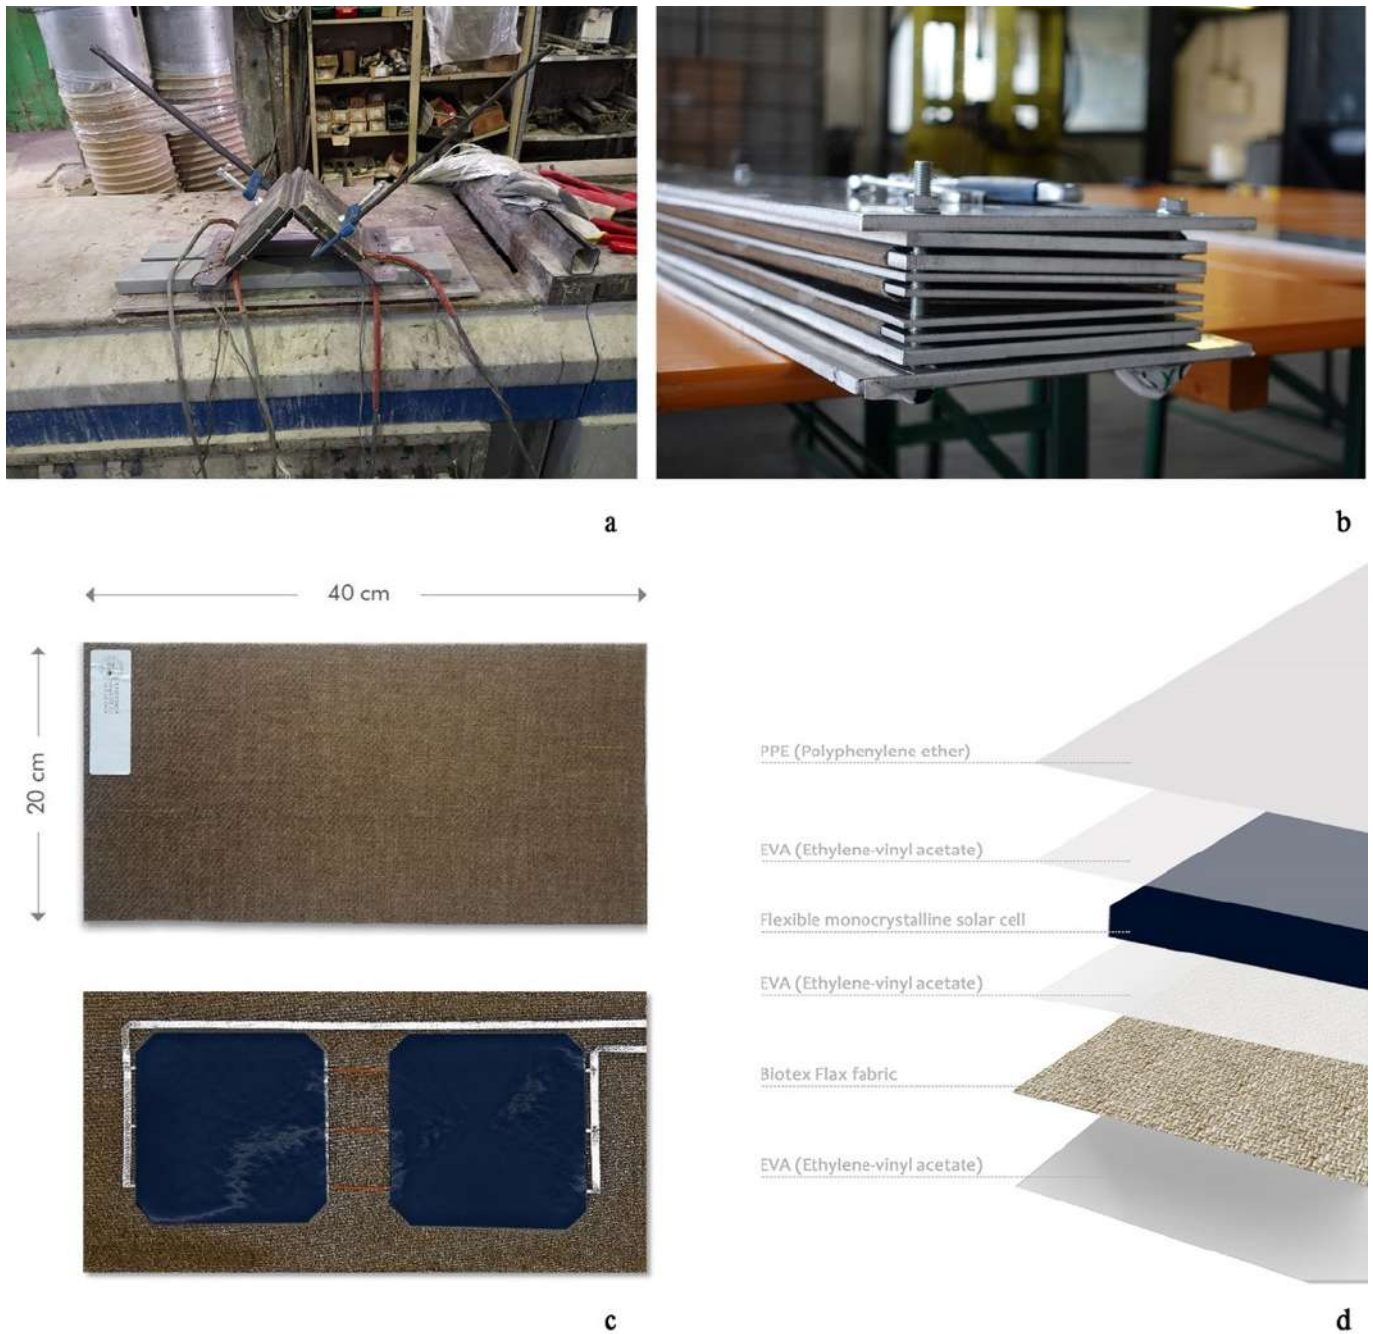 a
b
40 cm
20 cm
PPE (Polyphenylene ether)
EVA (Ethylene-vinyl acetate)
Flexible monocrystalline solar cell
EVA (Ethylene-vinyl acetate)
Biotex Flax fabric
EVA (Ethylene-vinyl acetate)
c
d